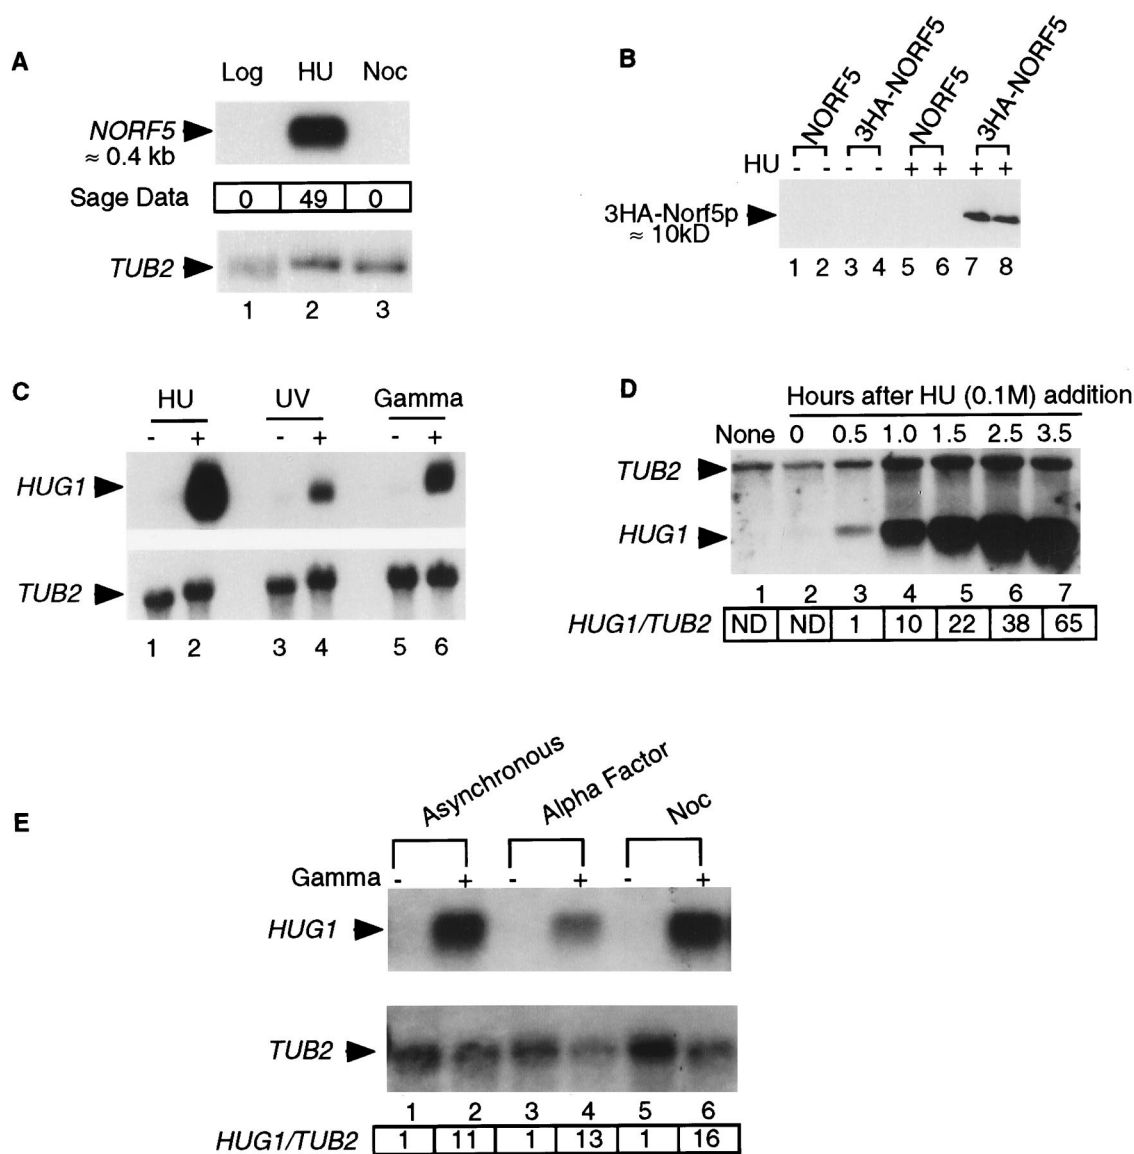 A
Log HU Noc
NORF5
≈ 0.4 kb
Sage Data 0 49 0
TUB2
1 2 3
B
NORF5 3HA-NORF5 NORF5 3HA-NORF5
HU - - - - + + + +
3HA-Norf5p
≈ 10kD
1 2 3 4 5 6 7 8
C
HU UV Gamma
- + - + - +
HUG1
TUB2
1 2 3 4 5 6
D
Hours after HU (0.1M) addition
None 0 0.5 1.0 1.5 2.5 3.5
TUB2
HUG1
1 2 3 4 5 6 7
HUG1/TUB2 ND ND 1 10 22 38 65
E
Asynchronous Alpha Factor Noc
Gamma - + - + - +
HUG1
TUB2
1 2 3 4 5 6
HUG1/TUB2 1 11 1 13 1 16